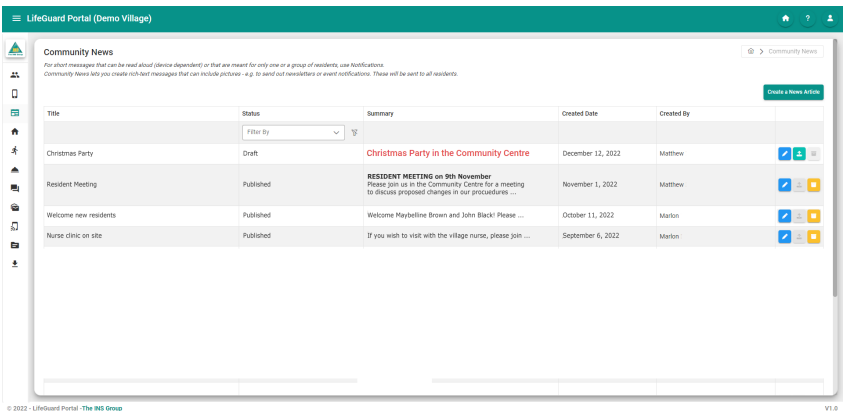 LifeGuard Portal (Demo Village)
?
Community News
Community News
For short messages that can be read aloud (device dependent) or that are meant for only one or a group of residents, use Notifications.
Community News lets you create rich-text messages that can include pictures - e.g. to send out newsletters or event notifications. These will be sent to all residents.
Create a News Article
Title Status Summary Created Date Created By
Filter By
Christmas Party Draft Christmas Party in the Community Centre December 12, 2022 Matthew
RESIDENT MEETING on 9th November
Resident Meeting Published Please join us in the Community Centre for a meeting November 1, 2022 Matthew
to discuss proposed changes in our procuedures ...
Welcome new residents Published Welcome Maybelline Brown and John Black! Please ... October 11, 2022 Marlon
Nurse clinic on site Published If you wish to visit with the village nurse, please join ... September 6, 2022 Marlon
© 2022 - LifeGuard Portal -The INS Group V1.0